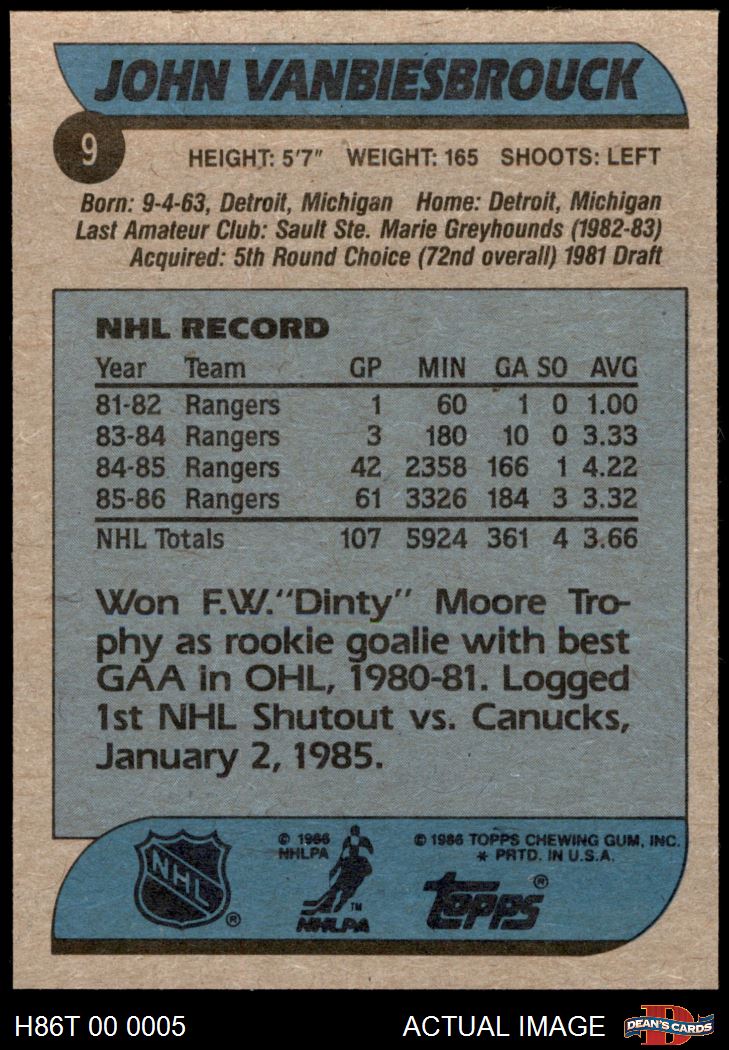 JOHN VANBIESBROUCK
9
HEIGHT: 5'7" WEIGHT: 165 SHOOTS: LEFT
Born: 9-4-63, Detroit, Michigan Home: Detroit, Michigan
Last Amateur Club: Sault Ste. Marie Greyhounds (1982-83)
Acquired: 5th Round Choice (72nd overall) 1981 Draft
NHL RECORD
Year Team GP MIN GA SO AVG
81-82 Rangers 1 60 1 0 1.00
83-84 Rangers 3 180 10 0 3.33
84-85 Rangers 42 2358 166 1 4.22
85-86 Rangers 61 3326 184 3 3.32
NHL Totals 107 5924 361 4 3.66
Won F.W. "Dinty" Moore Tro-
phy as rookie goalie with best
GAA in OHL, 1980-81. Logged
1st NHL Shutout vs. Canucks,
January 2, 1985.
NHL ®
© 1986
NHLPA
TM
NHLPA
© 1986 TOPPS CHEWING GUM, INC.
* PRTD. IN U.S.A.
TOPPS ®
H86T 00 0005 ACTUAL IMAGE
D
DEAN'S CARDS